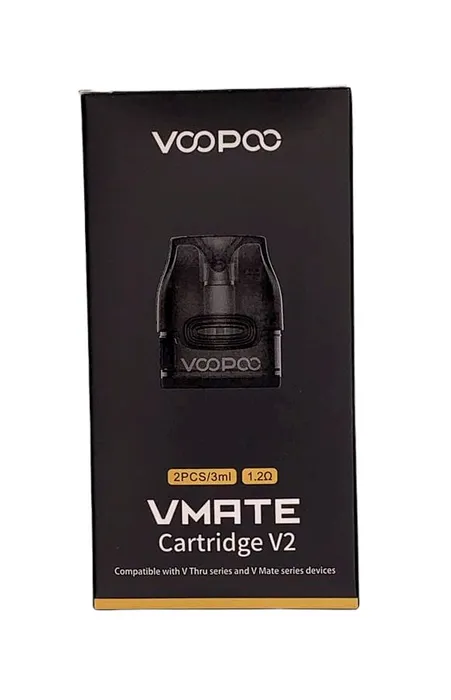 VOOPOO
VOOPOO
2PCS/3ml 1.2Ω
VMATE
Cartridge V2
Compatible with V Thru series and V Mate series devices